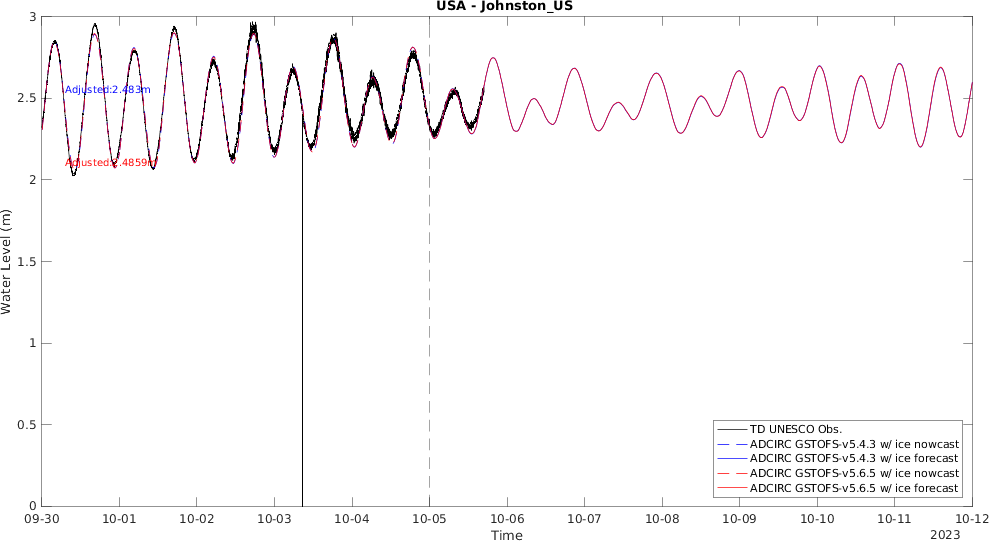 USA - Johnston_US
3
2.5
2
1.5
1
0.5
0
Water Level (m)
Adjusted:2.483m
Adjusted:2.4859m
TD UNESCO Obs.
ADCIRC GSTOFS-v5.4.3 w/ ice nowcast
ADCIRC GSTOFS-v5.4.3 w/ ice forecast
ADCIRC GSTOFS-v5.6.5 w/ ice nowcast
ADCIRC GSTOFS-v5.6.5 w/ ice forecast
09-30 10-01 10-02 10-03 10-04 10-05 10-06 10-07 10-08 10-09 10-10 10-11 10-12
Time
2023